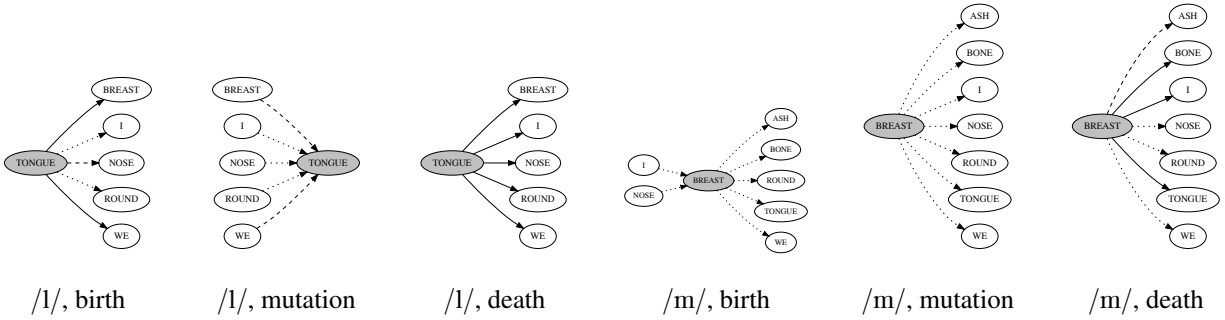 BREAST
I
TONGUE
NOSE
ROUND
WE
/l/, birth
BREAST
I
NOSE
TONGUE
ROUND
WE
/l/, mutation
BREAST
I
TONGUE
NOSE
ROUND
WE
/l/, death
ASH
BONE
I
BREAST
ROUND
NOSE
TONGUE
WE
/m/, birth
ASH
BONE
I
BREAST
NOSE
ROUND
TONGUE
WE
/m/, mutation
ASH
BONE
I
BREAST
NOSE
ROUND
TONGUE
WE
/m/, death